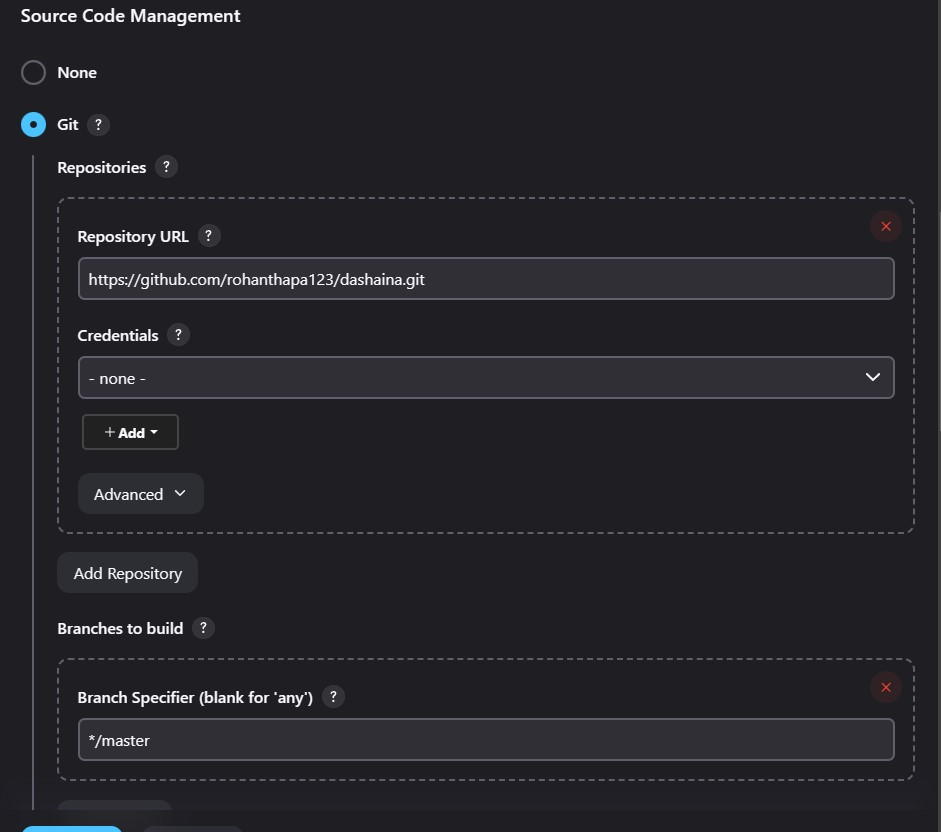 Source Code Management
None
Git ?
Repositories ?
Repository URL ?
https://github.com/rohanthapa123/dashaina.git
Credentials ?
- none -
+ Add
Advanced
Add Repository
Branches to build ?
Branch Specifier (blank for 'any') ?
*/master